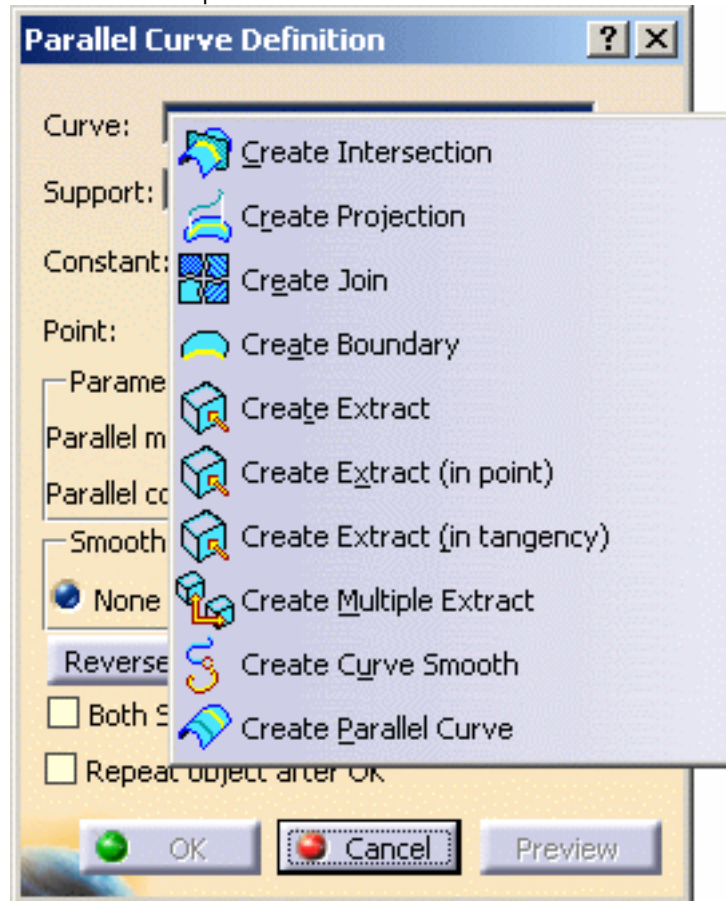 Parallel Curve Definition ? X
Curve:
Create Intersection
Support:
Create Projection
Constant:
Create Join
Point:
Create Boundary
Parame
Create Extract
Parallel m
Create Extract (in point)
Parallel co
Smooth
Create Extract (in tangency)
None
Create Multiple Extract
Reverse
Create Curve Smooth
Both S
Create Parallel Curve
Repeat object after OK
OK Cancel Preview